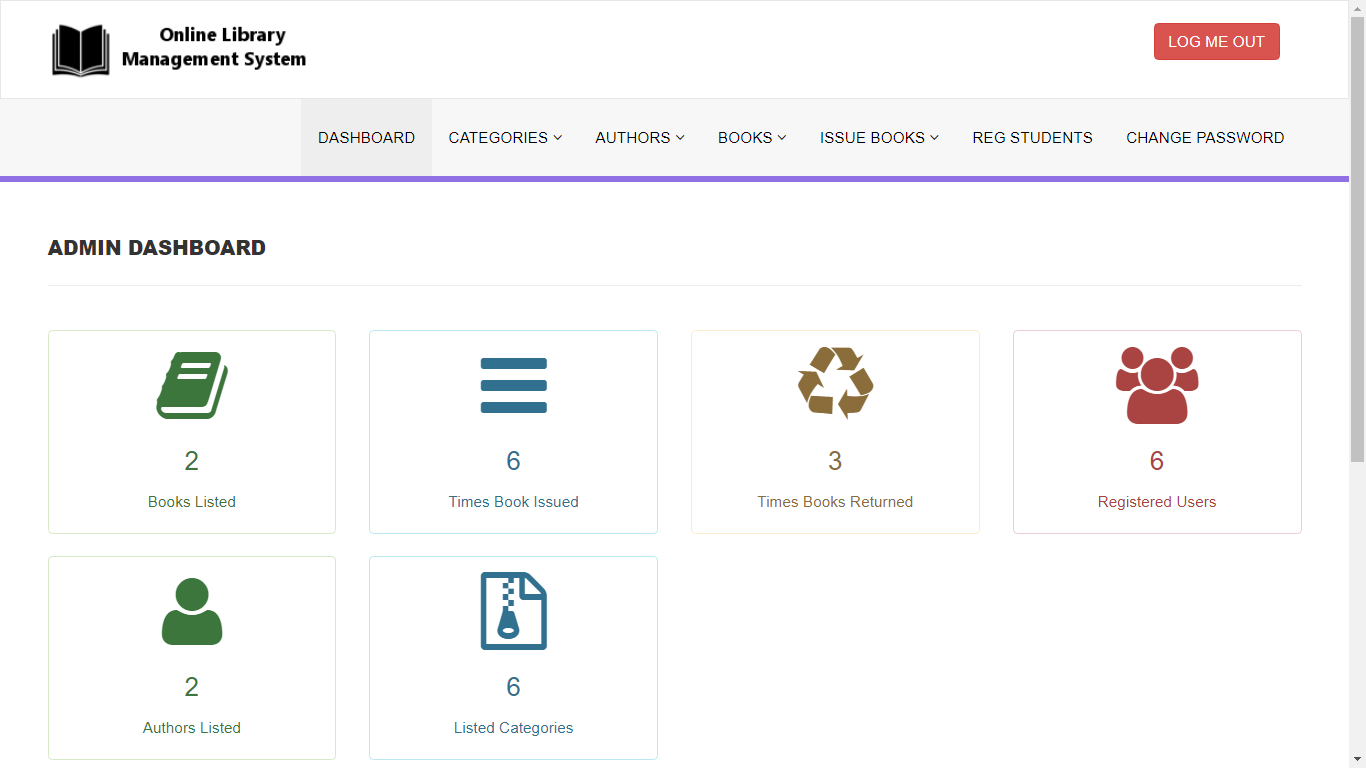 Online Library
Management System
LOG ME OUT
DASHBOARD CATEGORIES AUTHORS BOOKS ISSUE BOOKS REG STUDENTS CHANGE PASSWORD
ADMIN DASHBOARD
2 6 3 6
Books Listed Times Book Issued Times Books Returned Registered Users
2 6
Authors Listed Listed Categories